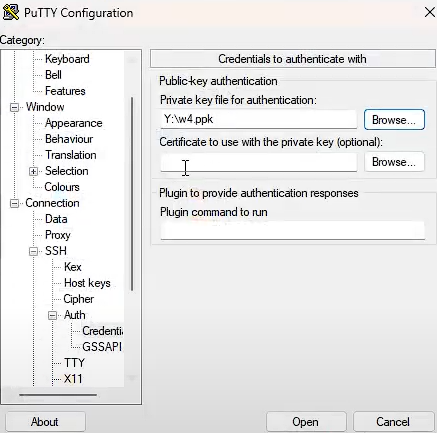 PuTTY Configuration
Category:
Keyboard
Bell
Features
Window
Appearance
Behaviour
Translation
Selection
Colours
Connection
Data
Proxy
SSH
Kex
Host keys
Cipher
Auth
Credenti
GSSAPI
TTY
X11
Credentials to authenticate with
Public-key authentication
Private key file for authentication:
Y:\w4.ppk
Browse...
Certificate to use with the private key (optional):
Browse...
Plugin to provide authentication responses
Plugin command to run
About
Open
Cancel